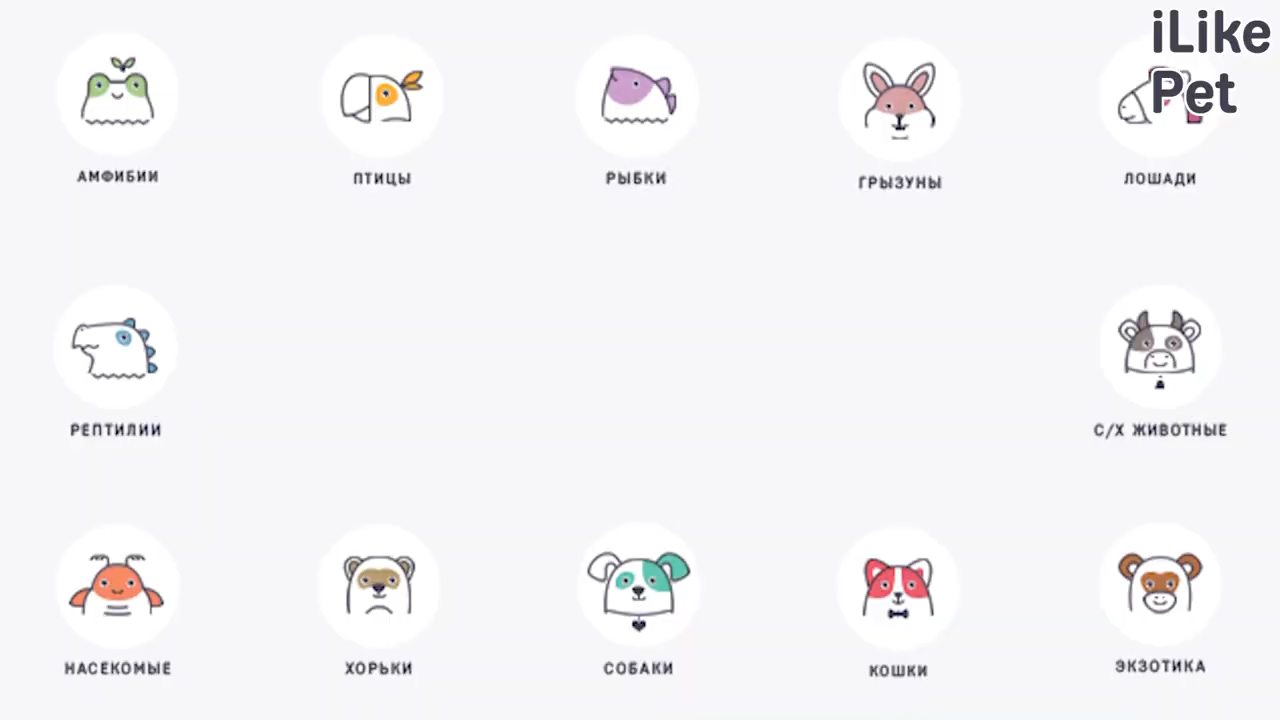 iLike
Pet
АМФИБИИ
ПТИЦЫ
РЫБКИ
ГРЫЗУНЫ
ЛОШАДИ
РЕПТИЛИИ
С/Х ЖИВОТНЫЕ
НАСЕКОМЫЕ
ХОРЬКИ
СОБАКИ
КОШКИ
ЭКЗОТИКА